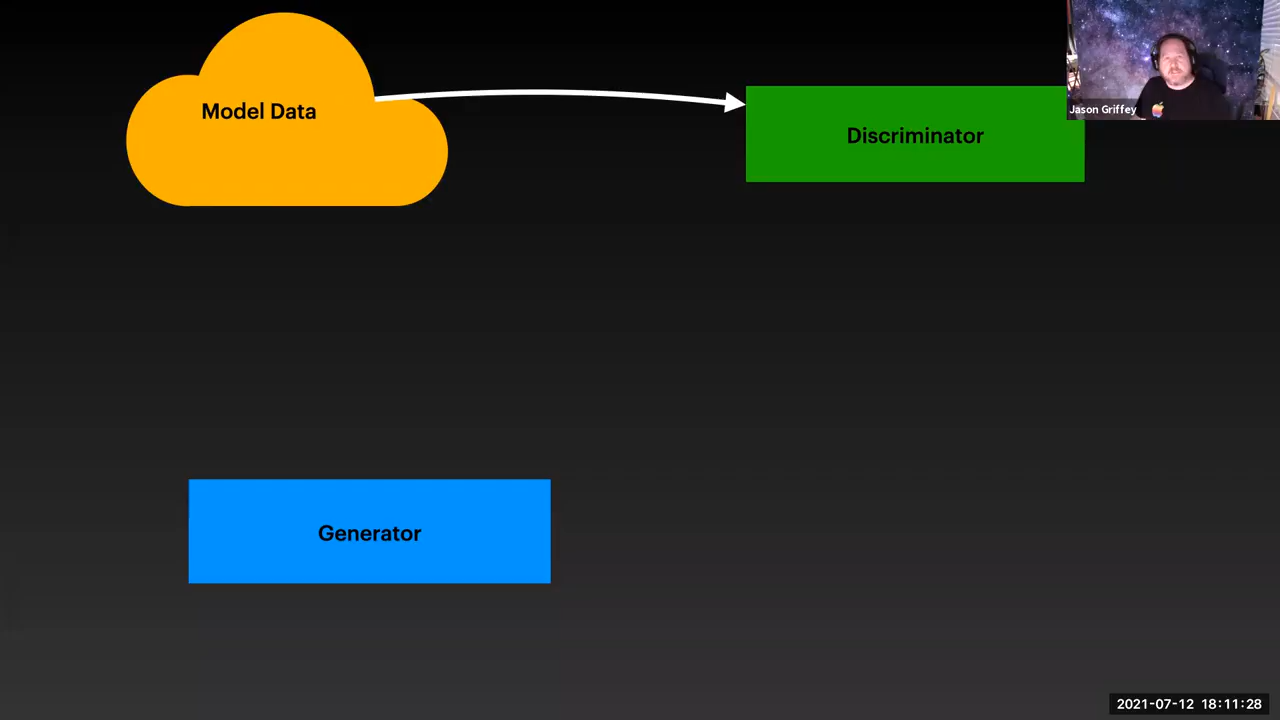 Model Data
Discriminator
Jason Griffey
Generator
2021-07-12 18:11:28